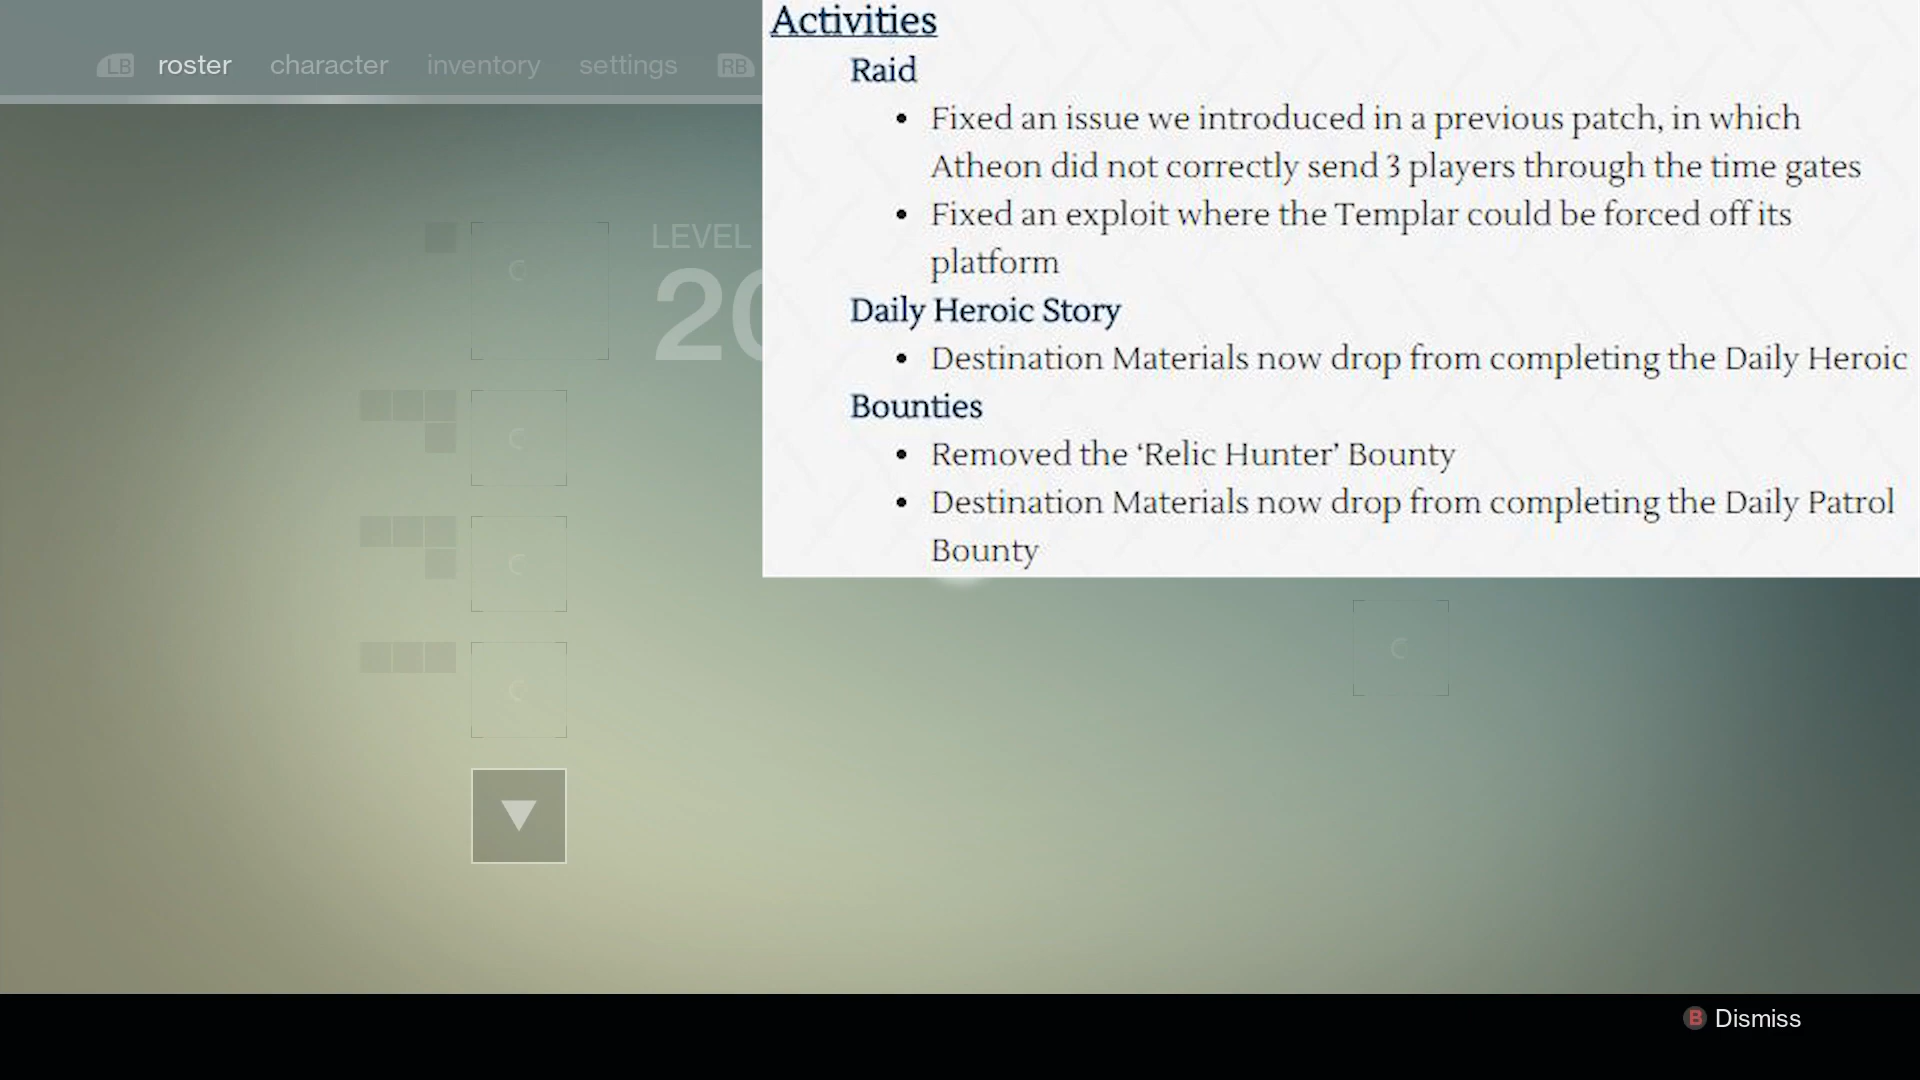 Activities
LB roster character inventory settings RB
Raid
• Fixed an issue we introduced in a previous patch, in which
Atheon did not correctly send 3 players through the time gates
• Fixed an exploit where the Templar could be forced off its
platform
LEVEL
20
Daily Heroic Story
• Destination Materials now drop from completing the Daily Heroic
Bounties
• Removed the ‘Relic Hunter’ Bounty
• Destination Materials now drop from completing the Daily Patrol
Bounty
B Dismiss